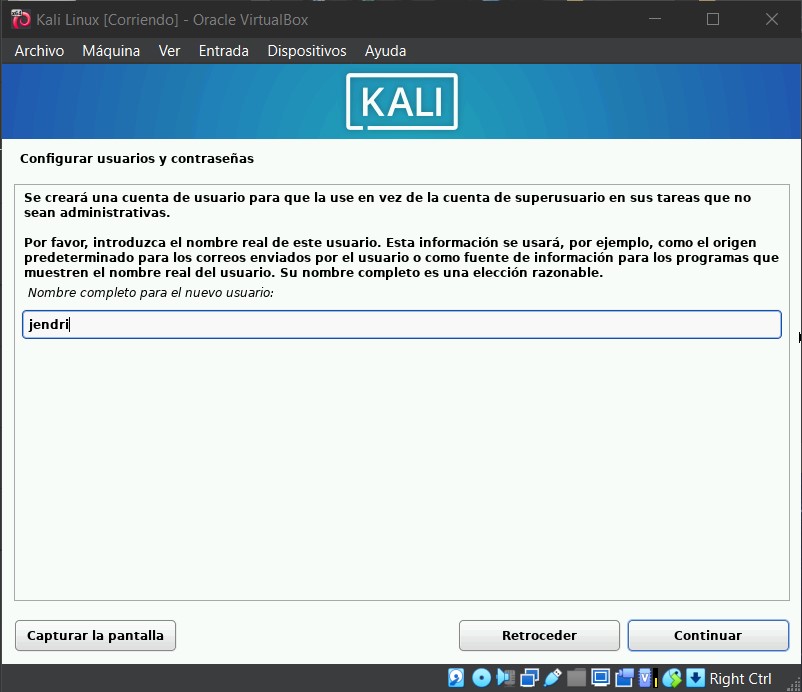 Kali Linux [Corriendo] - Oracle VirtualBox
Archivo Máquina Ver Entrada Dispositivos Ayuda
KALI
Configurar usuarios y contraseñas
Se creará una cuenta de usuario para que la use en vez de la cuenta de superusuario en sus tareas que no
sean administrativas.
Por favor, introduzca el nombre real de este usuario. Esta información se usará, por ejemplo, como el origen
predeterminado para los correos enviados por el usuario o como fuente de información para los programas que
muestren el nombre real del usuario. Su nombre completo es una elección razonable.
Nombre completo para el nuevo usuario:
jendri
Capturar la pantalla Retroceder Continuar
Right Ctrl